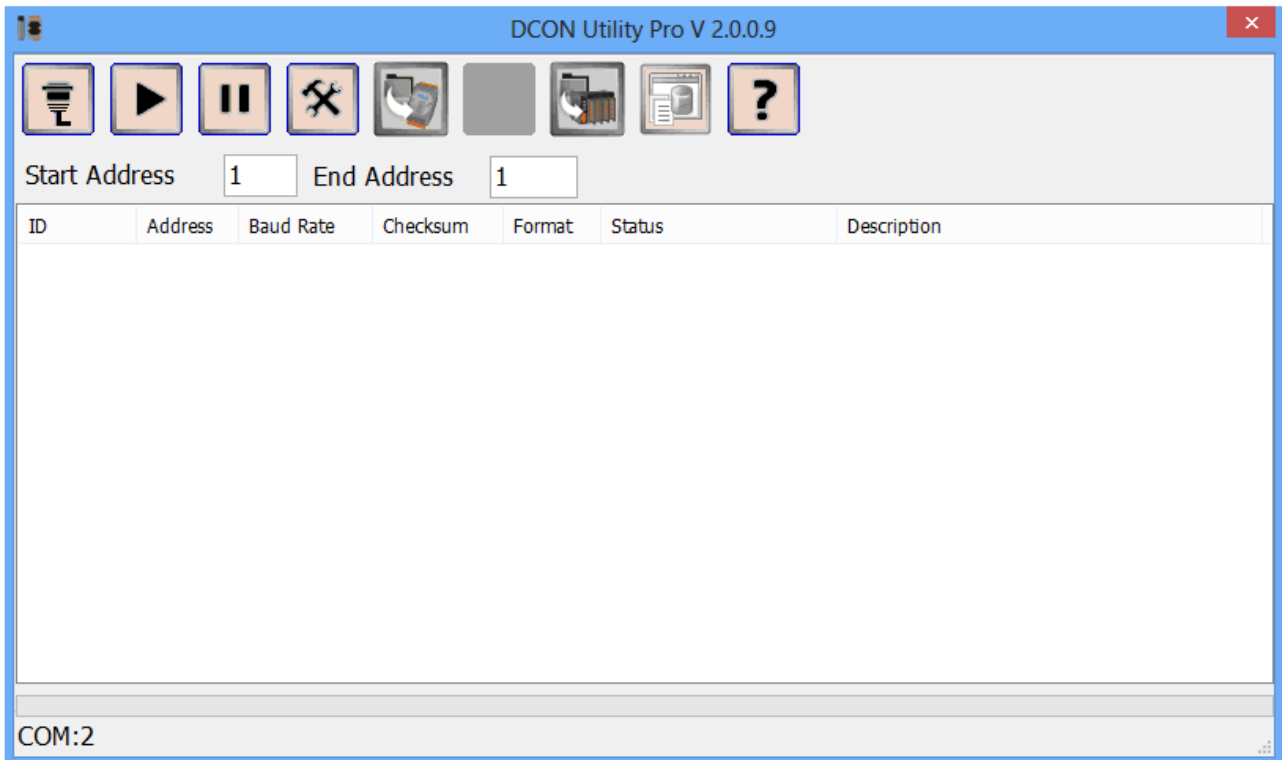 DCON Utility Pro V 2.0.0.9
?
Start Address 1 End Address 1
ID Address Baud Rate Checksum Format Status Description
COM:2